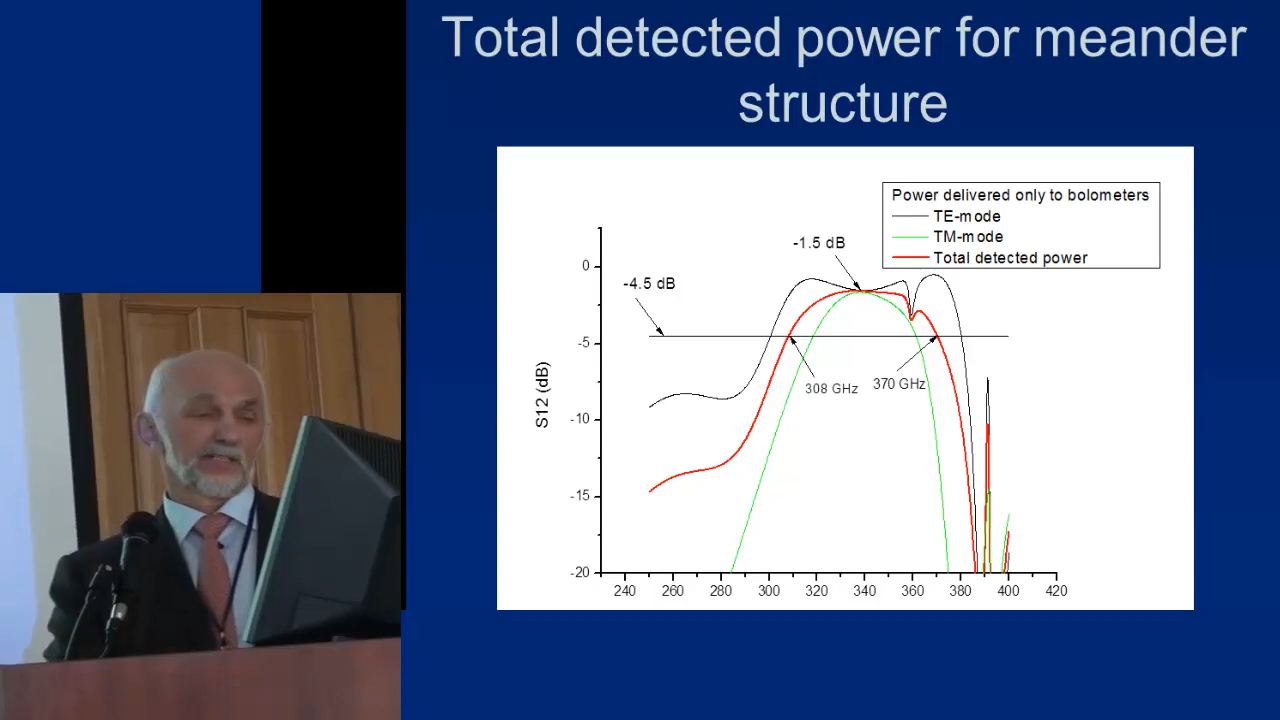 Total detected power for meander
structure
Power delivered only to bolometers
TE-mode
TM-mode
Total detected power
-1.5 dB
-4.5 dB
308 GHz
370 GHz
S12 (dB)
0
-5
-10
-15
-20
240 260 280 300 320 340 360 380 400 420